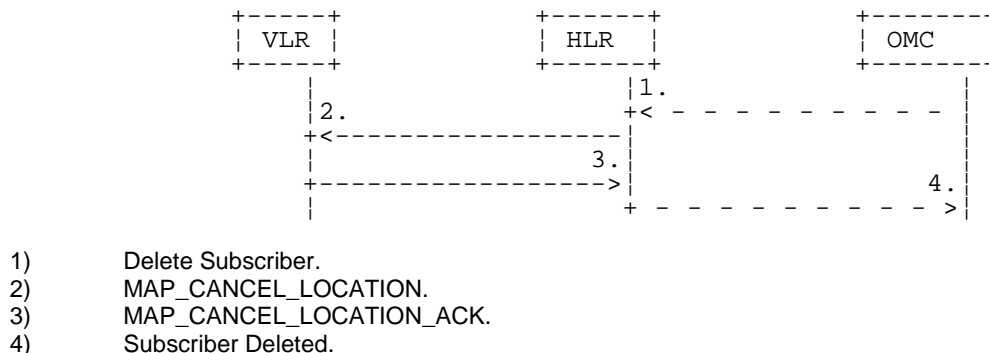 VLR HLR OMC
1.
2.
3.
4.
1) Delete Subscriber.
2) MAP_CANCEL_LOCATION.
3) MAP_CANCEL_LOCATION_ACK.
4) Subscriber Deleted.